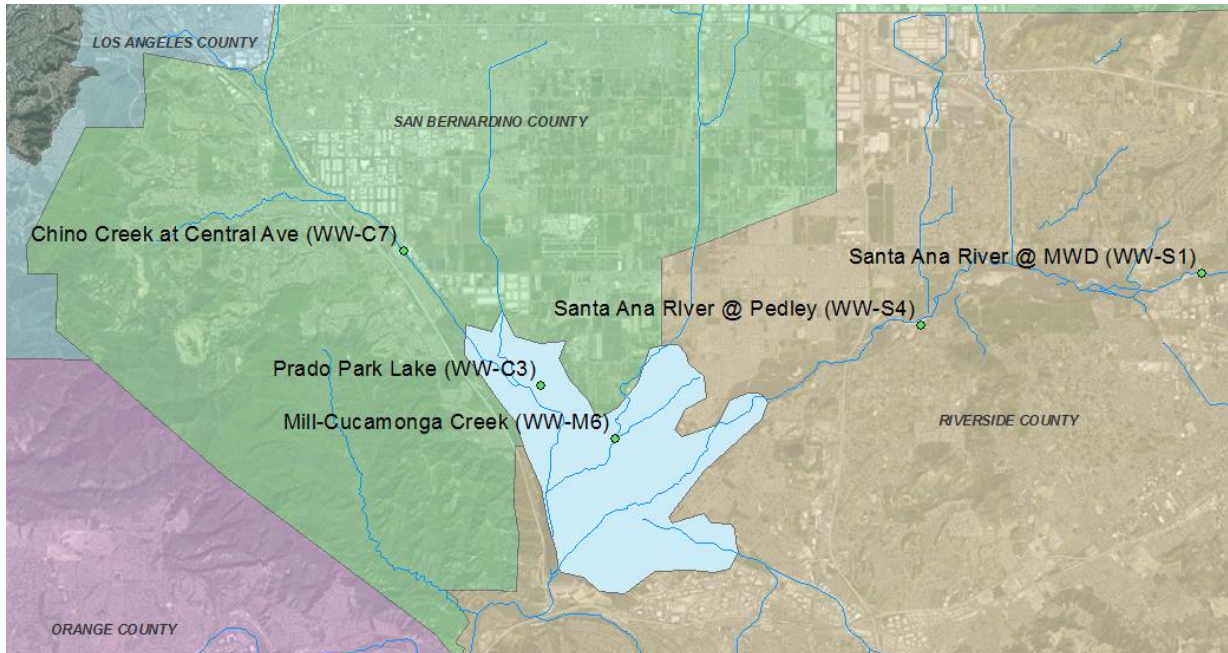 LOS ANGELES COUNTY
SAN BERNARDINO COUNTY
Chino Creek at Central Ave (WW-C7)
Santa Ana River @ MWD (WW-S1)
Santa Ana RIver @ Pedley (WW-S4)
Prado Park Lake (WW-C3)
Mill-Cucamonga Creek (WW-M6)
RIVERSIDE COUNTY
ORANGE COUNTY